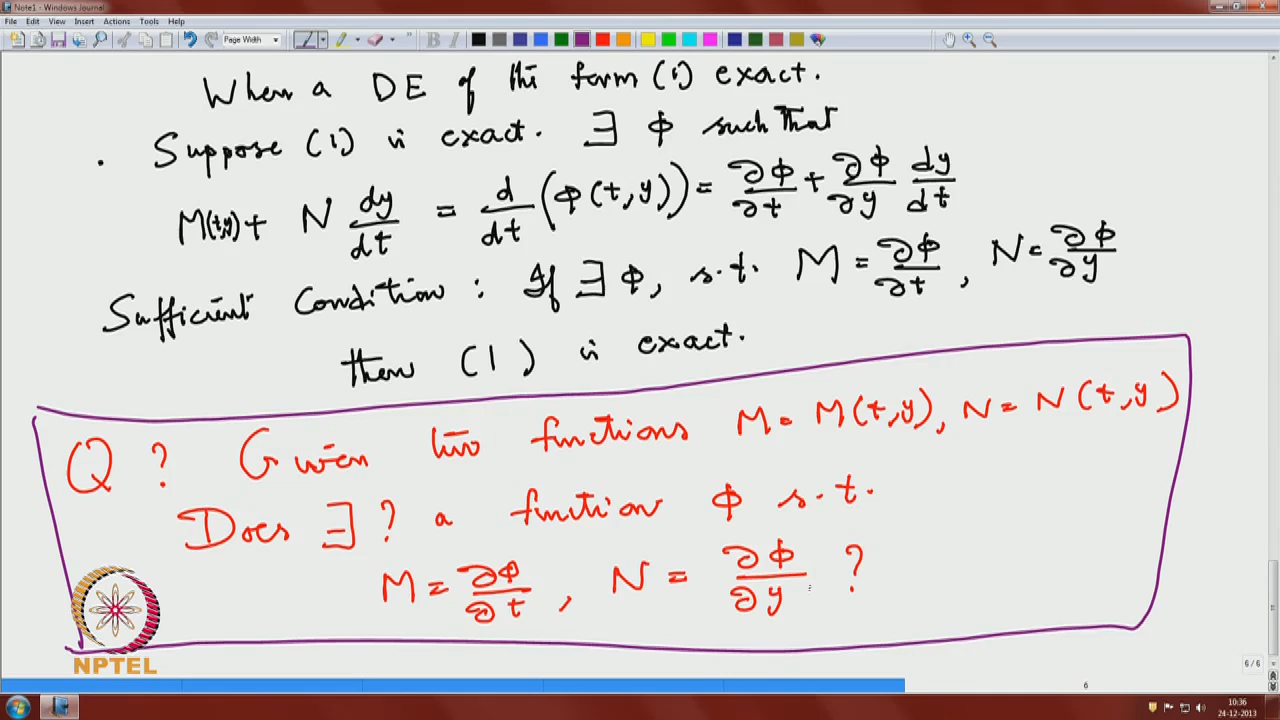 Note1 - Windows Journal
File Edit View Insert Actions Tools Help
Page Width
B I
When a DE of the form (1) exact.
. Suppose (1) is exact. ∃ φ such that
M(t,y)+ N dy/dt = d/dt (φ(t,y)) = ∂φ/∂t + ∂φ/∂y dy/dt
Sufficient Condition : If ∃ φ, s.t. M = ∂φ/∂t , N = ∂φ/∂y
then (1) is exact.
Q ? Given two functions M = M(t,y), N = N(t,y)
Does ∃ ? a function φ s.t.
M = ∂φ/∂t , N = ∂φ/∂y ?
NPTEL
6/6
6
10:36
24-12-2013